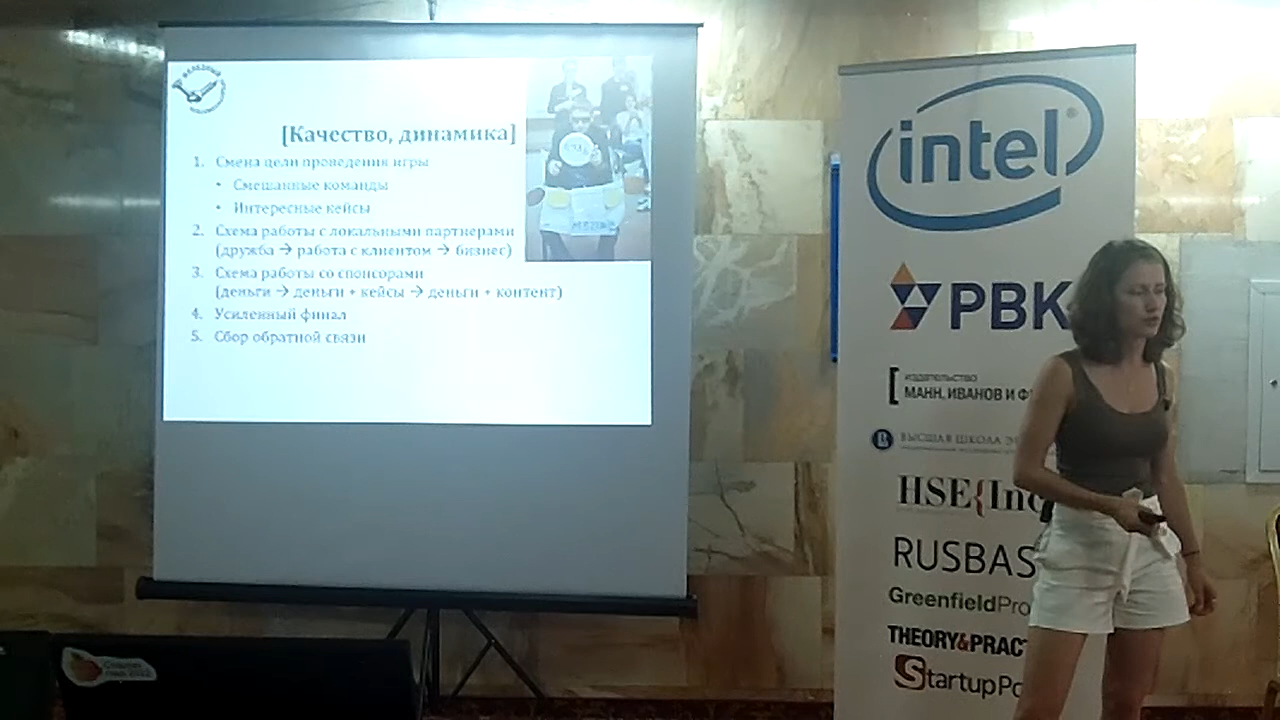 [Качество, динамика]
1. Смена цели проведения игры
• Смешанные команды
• Интересные кейсы
2. Схема работы с локальными партнерами
(дружба → работа с клиентом → бизнес)
3. Схема работы со спонсорами
(деньги → деньги + кейсы → деньги + контент)
4. Усиленный финал
5. Сбор обратной связи
intel®
РВК
издательство
МАНН, ИВАНОВ И Ф
ВЫСШАЯ ШКОЛА Э
HSE{Inc
RUSBAS
GreenfieldPro
THEORY&PRACT
StartupPo